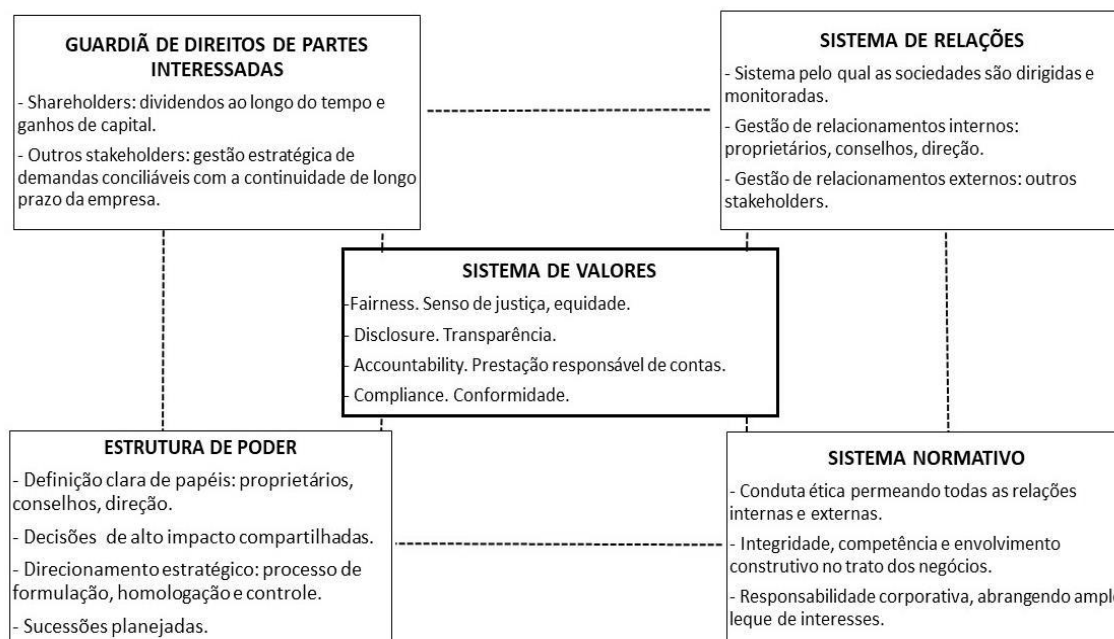 GUARDIÃ DE DIREITOS DE PARTES
INTERESSADAS
- Shareholders: dividendos ao longo do tempo e
ganhos de capital.
- Outros stakeholders: gestão estratégica de
demandas conciliáveis com a continuidade de longo
prazo da empresa.
SISTEMA DE RELAÇÕES
- Sistema pelo qual as sociedades são dirigidas e
monitoradas.
- Gestão de relacionamentos internos:
proprietários, conselhos, direção.
- Gestão de relacionamentos externos: outros
stakeholders.
SISTEMA DE VALORES
-Fairness. Senso de justiça, equidade.
- Disclosure. Transparência.
- Accountability. Prestação responsável de contas.
- Compliance. Conformidade.
ESTRUTURA DE PODER
- Definição clara de papéis: proprietários,
conselhos, direção.
- Decisões de alto impacto compartilhadas.
- Direcionamento estratégico: processo de
formulação, homologação e controle.
- Sucessões planejadas.
SISTEMA NORMATIVO
- Conduta ética permeando todas as relações
internas e externas.
- Integridade, competência e envolvimento
construtivo no trato dos negócios.
- Responsabilidade corporativa, abrangendo ampl
leque de interesses.